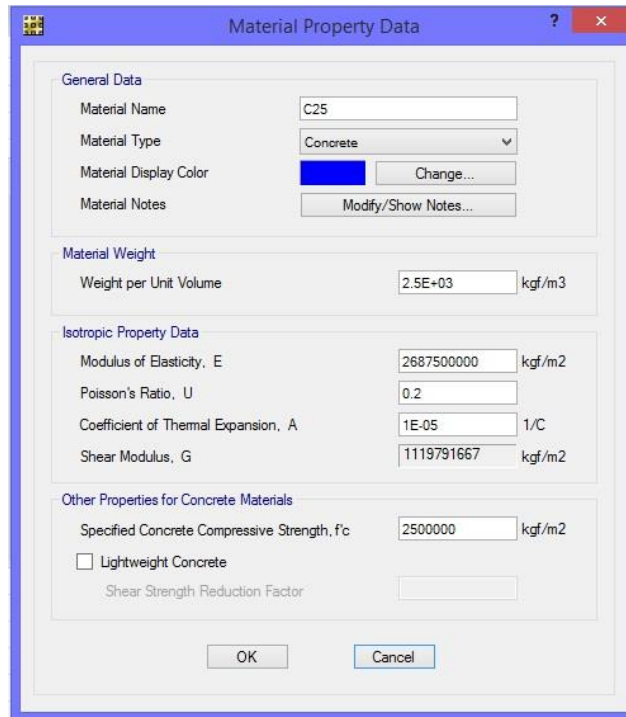 Material Property Data ? ×
General Data
Material Name C25
Material Type Concrete
Material Display Color Change...
Material Notes Modify/Show Notes...
Material Weight
Weight per Unit Volume 2.5E+03 kgf/m3
Isotropic Property Data
Modulus of Elasticity, E 2687500000 kgf/m2
Poisson's Ratio, U 0.2
Coefficient of Thermal Expansion, A 1E-05 1/C
Shear Modulus, G 1119791667 kgf/m2
Other Properties for Concrete Materials
Specified Concrete Compressive Strength, f'c 2500000 kgf/m2
Lightweight Concrete
Shear Strength Reduction Factor
OK Cancel